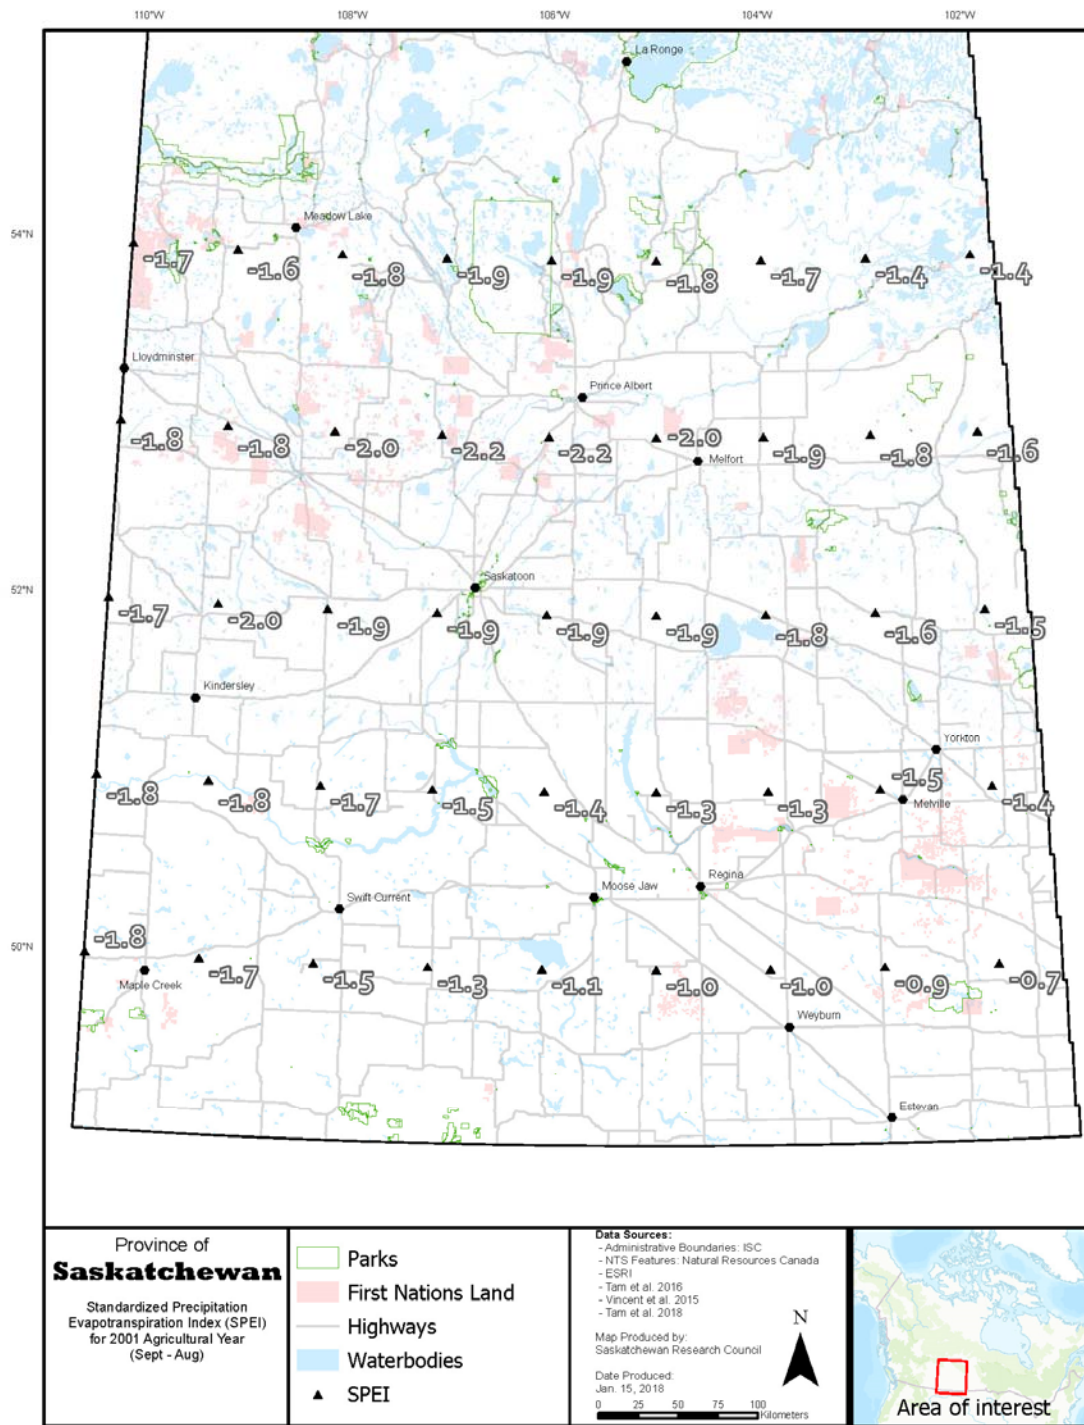 110°W 108°W 106°W 104°W 102°W
La Ronge
Meadow Lake
54°N
-1.7 -1.6 -1.8 -1.9 -1.9 -1.8 -1.7 -1.4 -1.4
Lloydminster
Prince Albert
-1.8 -1.8 -2.0 -2.2 -2.2 -2.0 -1.9 -1.8 -1.6
Melfort
Saskatoon
52°N
-1.7 -2.0 -1.9 -1.9 -1.9 -1.9 -1.8 -1.6 -1.5
Kindersley
Yorkton
-1.8 -1.8 -1.7 -1.5 -1.4 -1.3 -1.3 -1.5 -1.4
Melville
Regina
Moose Jaw
Swift Current
50°N
-1.8 -1.7 -1.5 -1.3 -1.1 -1.0 -1.0 -0.9 -0.7
Maple Creek
Weyburn
Estevan
Province of
Saskatchewan
Standardized Precipitation
Evapotranspiration Index (SPEI)
for 2001 Agricultural Year
(Sept - Aug)
Parks
First Nations Land
Highways
Waterbodies
SPEI
Data Sources:
- Administrative Boundaries: ISC
- NTS Features: Natural Resources Canada
- ESRI
- Tam et al. 2016
- Vincent et al. 2015
- Tam et al. 2018
Map Produced by:
Saskatchewan Research Council
Date Produced:
Jan. 15, 2018
N
0 25 50 75 100
Kilometers
Area of interest